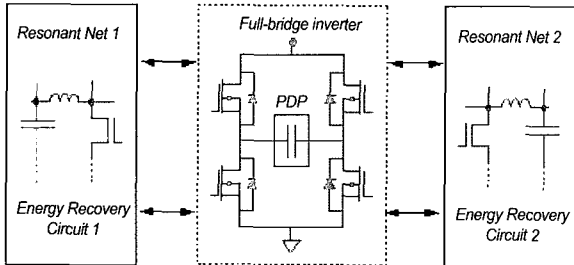 Resonant Net 1
Energy Recovery
Circuit 1
Full-bridge inverter
PDP
Resonant Net 2
Energy Recovery
Circuit 2